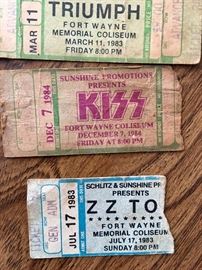 MAR 11
TRIUMPH
FORT WAYNE
MEMORIAL COLISEUM
MARCH 11, 1983
FRIDAY 8:00 PM
DEC 7, 1984
SUNSHINE PROMOTIONS
PRESENTS
KISS
FORT WAYNE COLISEUM
DECEMBER 7, 1984
FRIDAY AT 8:00 PM
GEN ADM
JUL 17 1983
SCHLITZ & SUNSHINE PR
PRESENTS
ZZ TO
FORT WAYNE
MEMORIAL COLISEUM
JULY 17, 1983
SUNDAY 8:00 PM